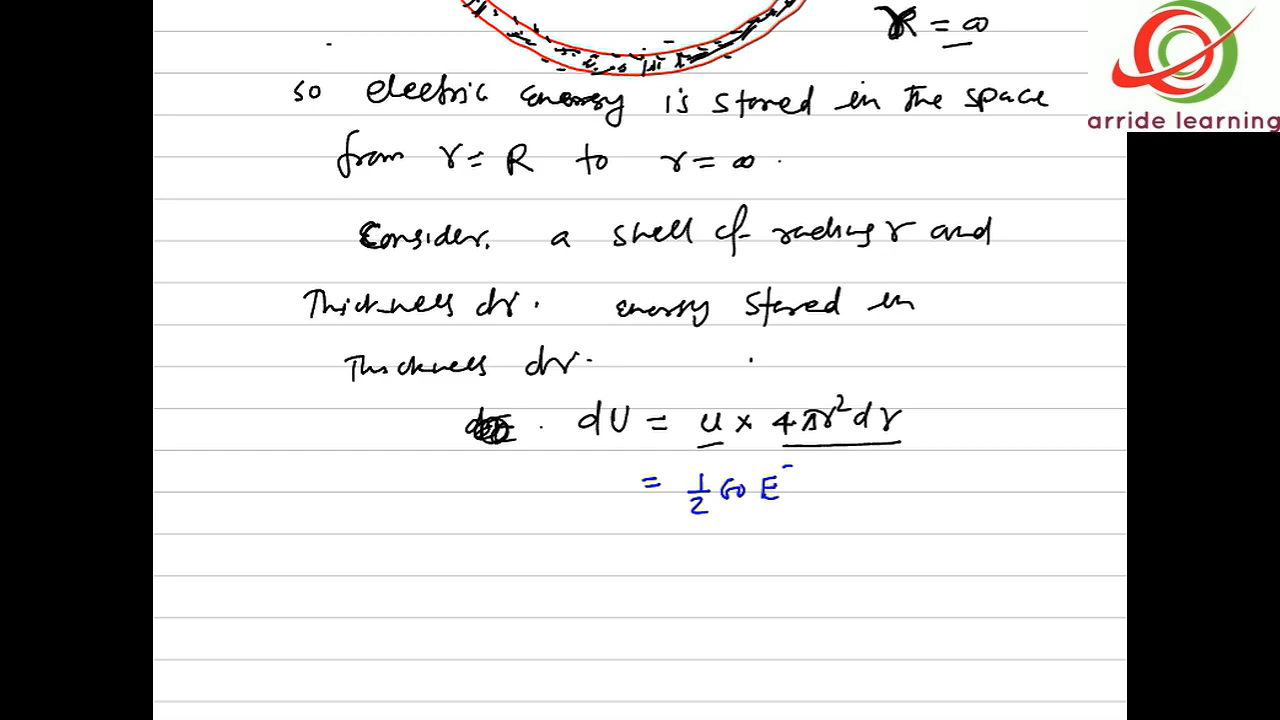 R = ∞
arride learning
so electric energy is stored in the space
from r = R to r = ∞ .
Consider. a shell of radius r and
Thickness dr. energy stored in
Thickness dr.
dU = u × 4πr²dr
= 1/2 ε0 E